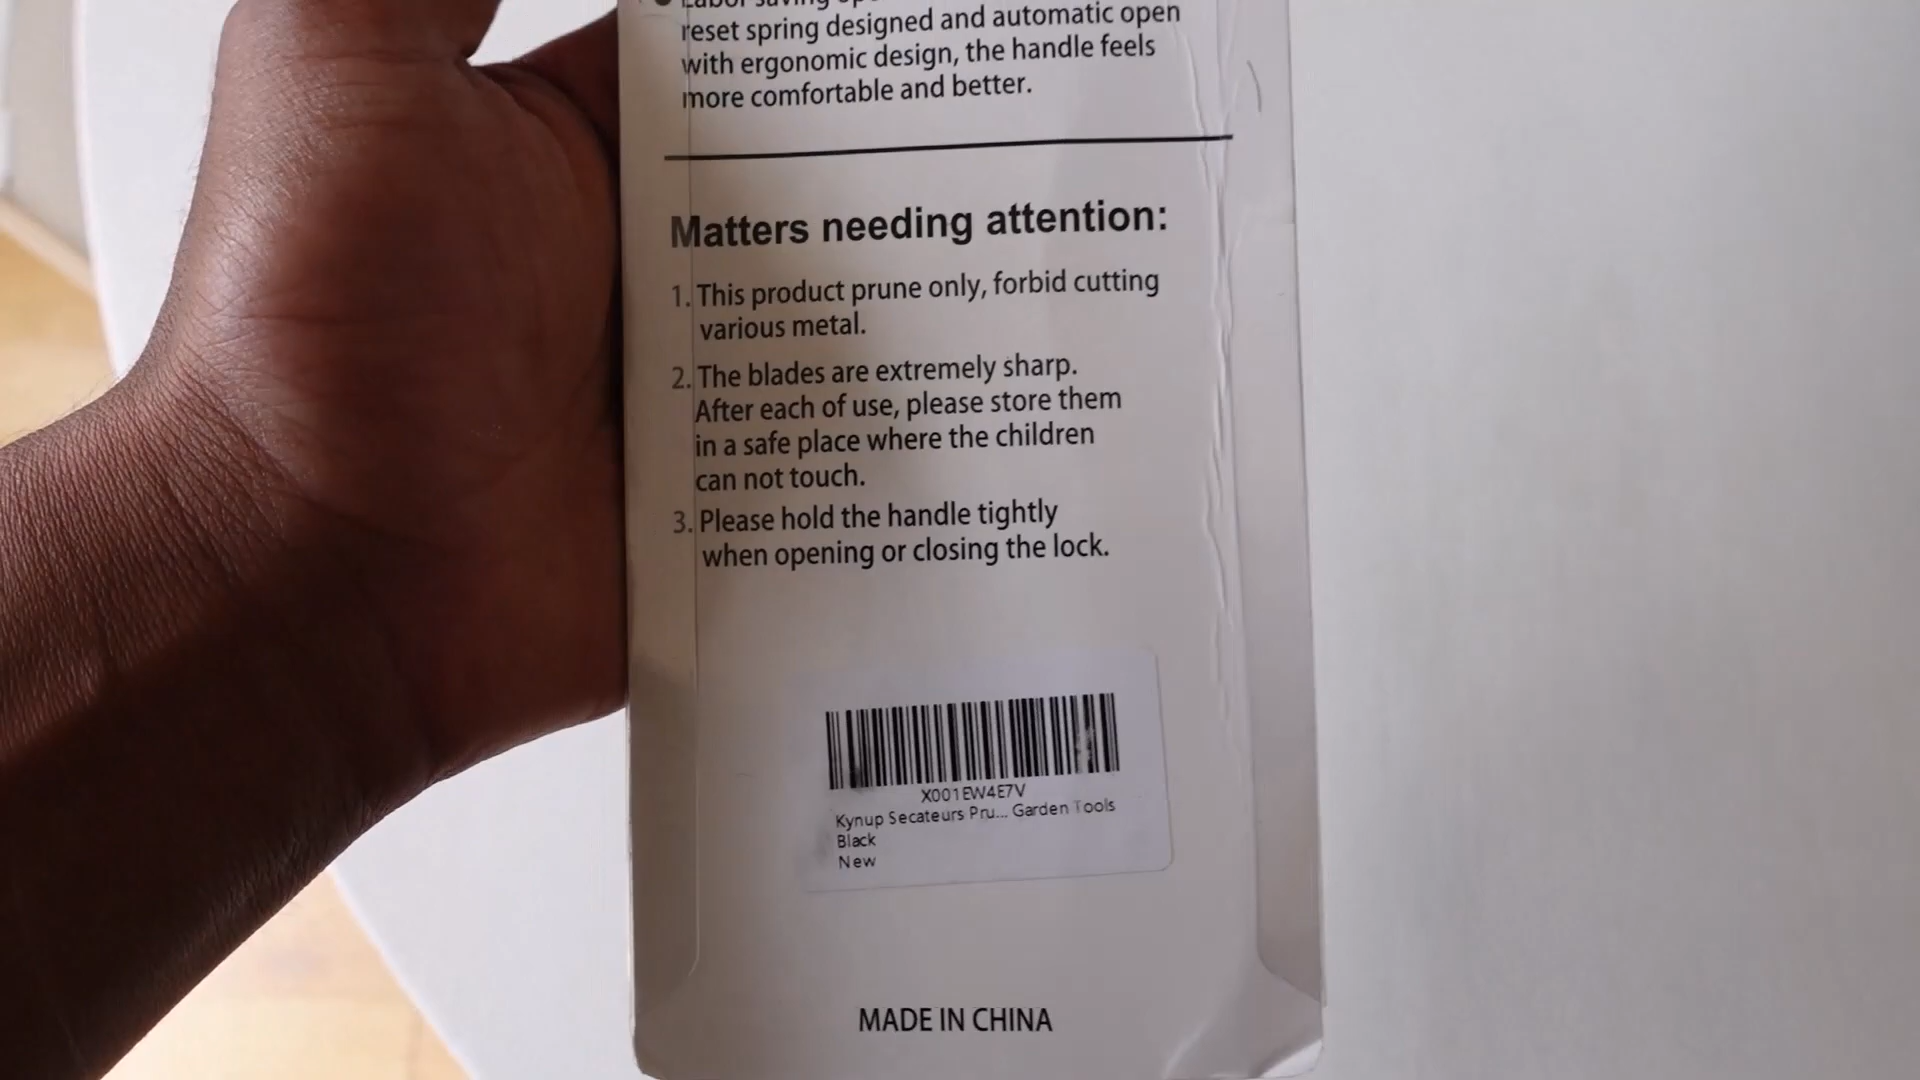 Labor saving
reset spring designed and automatic open
with ergonomic design, the handle feels
more comfortable and better.
Matters needing attention:
1. This product prune only, forbid cutting
various metal.
2. The blades are extremely sharp.
After each of use, please store them
in a safe place where the children
can not touch.
3. Please hold the handle tightly
when opening or closing the lock.
X001EW4E7V
Kynup Secateurs Pru... Garden Tools
Black
New
MADE IN CHINA